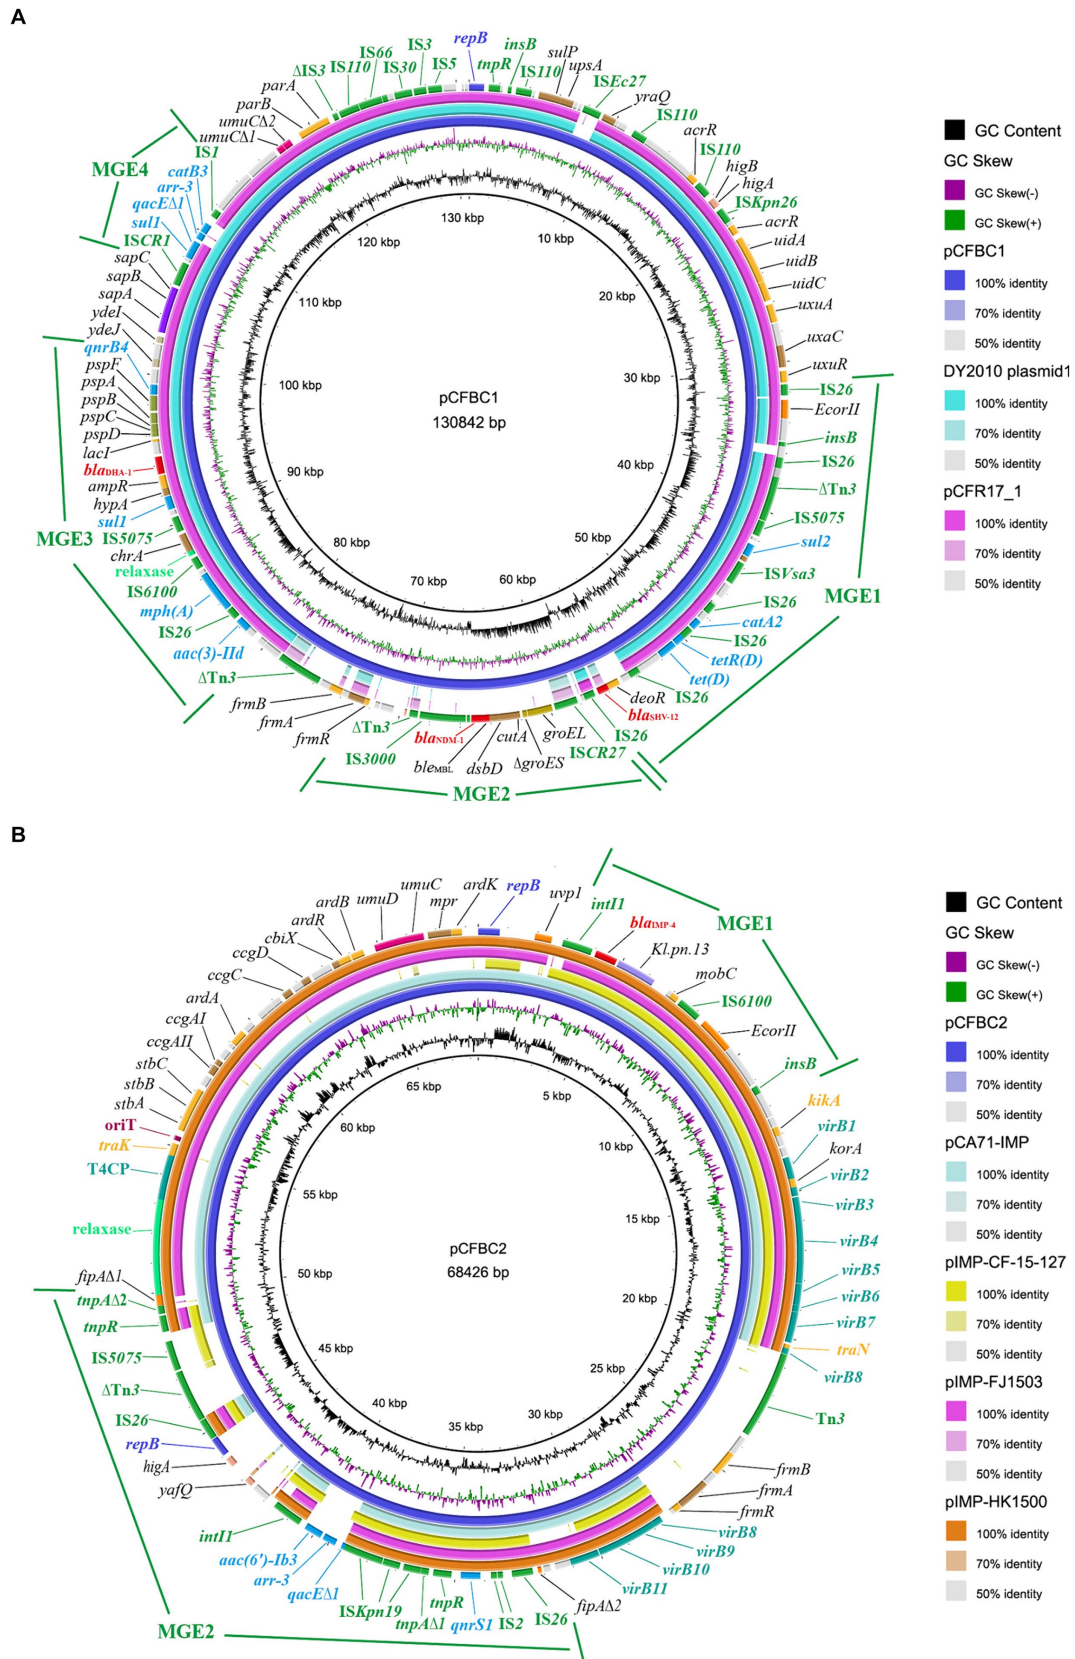 A
repB
IS3
insB
IS66
tnpR
sulP
IS110
IS30
IS5
IS110
upsA
ΔIS3
ISEc27
parA
yraQ
parB
IS110
umuCΔ2
acrR
umuCΔ1
IS110
IS1
higB
MGE4
catB3
higA
arr-3
ISKpn26
qacEΔ1
acrR
sul1
uidA
ISCR1
uidB
sapC
uidC
sapB
uxuA
sapA
ydeI
uxaC
ydeJ
uxuR
qnrB4
IS26
pspF
EcorII
pspA
insB
pspB
IS26
pspC
ΔTn3
pspD
IS5075
lacI
sul2
blaDHA-1
ISVsa3
ampR
IS26
hypA
catA2
sul1
IS26
MGE3
IS5075
tetR(D)
chrA
tet(D)
relaxase
IS26
IS6100
MGE1
mph(A)
deoR
IS26
blaSHV-12
aac(3)-IId
IS26
ΔTn3
ISCR27
frmB
groEL
frmA
ΔgroES
frmR
cutA
ΔTn3
dsbD
IS3000
bleMBL
blaNDM-1
MGE2
130 kbp
10 kbp
20 kbp
30 kbp
40 kbp
50 kbp
60 kbp
70 kbp
80 kbp
90 kbp
100 kbp
110 kbp
120 kbp
pCFBC1
130842 bp
GC Content
GC Skew
GC Skew(-)
GC Skew(+)
pCFBC1
100% identity
70% identity
50% identity
DY2010 plasmid1
100% identity
70% identity
50% identity
pCFR17_1
100% identity
70% identity
50% identity
B
repB
ardK
uvp1
umuC
mpr
intI1
umuD
blaIMP-4
MGE1
ardB
Kl.pn.13
ardR
mobC
cbiX
IS6100
ccgD
EcorII
ccgC
insB
ardA
kikA
ccgAI
virB1
ccgAII
korA
stbC
virB2
stbB
virB3
stbA
virB4
oriT
virB5
traK
virB6
T4CP
virB7
relaxase
traN
fipAΔ1
virB8
tnpAΔ2
Tn3
tnpR
frmB
IS5075
frmA
ΔTn3
frmR
IS26
virB8
repB
virB9
higA
virB10
yafQ
virB11
intI1
fipAΔ2
aac(6')-Ib3
IS26
arr-3
IS2
qacEΔ1
qnrS1
ISKpn19
tnpR
tnpAΔ1
MGE2
5 kbp
10 kbp
15 kbp
20 kbp
25 kbp
30 kbp
35 kbp
40 kbp
45 kbp
50 kbp
55 kbp
60 kbp
65 kbp
pCFBC2
68426 bp
GC Content
GC Skew
GC Skew(-)
GC Skew(+)
pCFBC2
100% identity
70% identity
50% identity
pCA71-IMP
100% identity
70% identity
50% identity
pIMP-CF-15-127
100% identity
70% identity
50% identity
pIMP-FJ1503
100% identity
70% identity
50% identity
pIMP-HK1500
100% identity
70% identity
50% identity